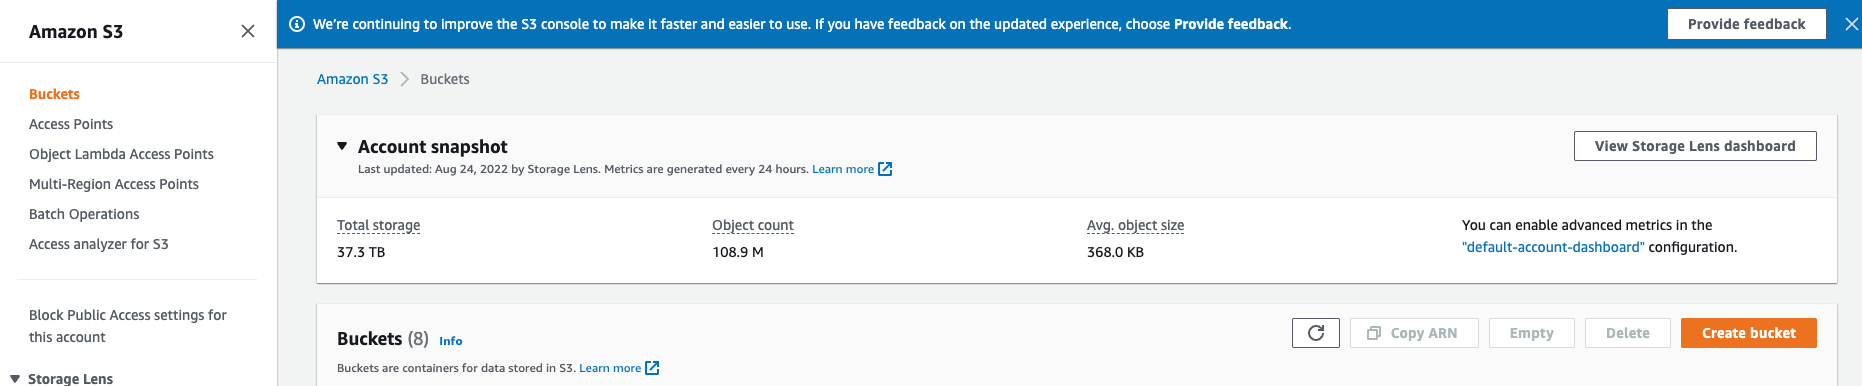 Amazon S3
Buckets
Access Points
Object Lambda Access Points
Multi-Region Access Points
Batch Operations
Access analyzer for S3
Block Public Access settings for
this account
Storage Lens
We're continuing to improve the S3 console to make it faster and easier to use. If you have feedback on the updated experience, choose Provide feedback.
Provide feedback
Amazon S3 > Buckets
Account snapshot
View Storage Lens dashboard
Last updated: Aug 24, 2022 by Storage Lens. Metrics are generated every 24 hours. Learn more
Total storage
37.3 TB
Object count
108.9 M
Avg. object size
368.0 KB
You can enable advanced metrics in the
"default-account-dashboard" configuration.
Buckets (8) Info
Copy ARN
Empty
Delete
Create bucket
Buckets are containers for data stored in S3. Learn more